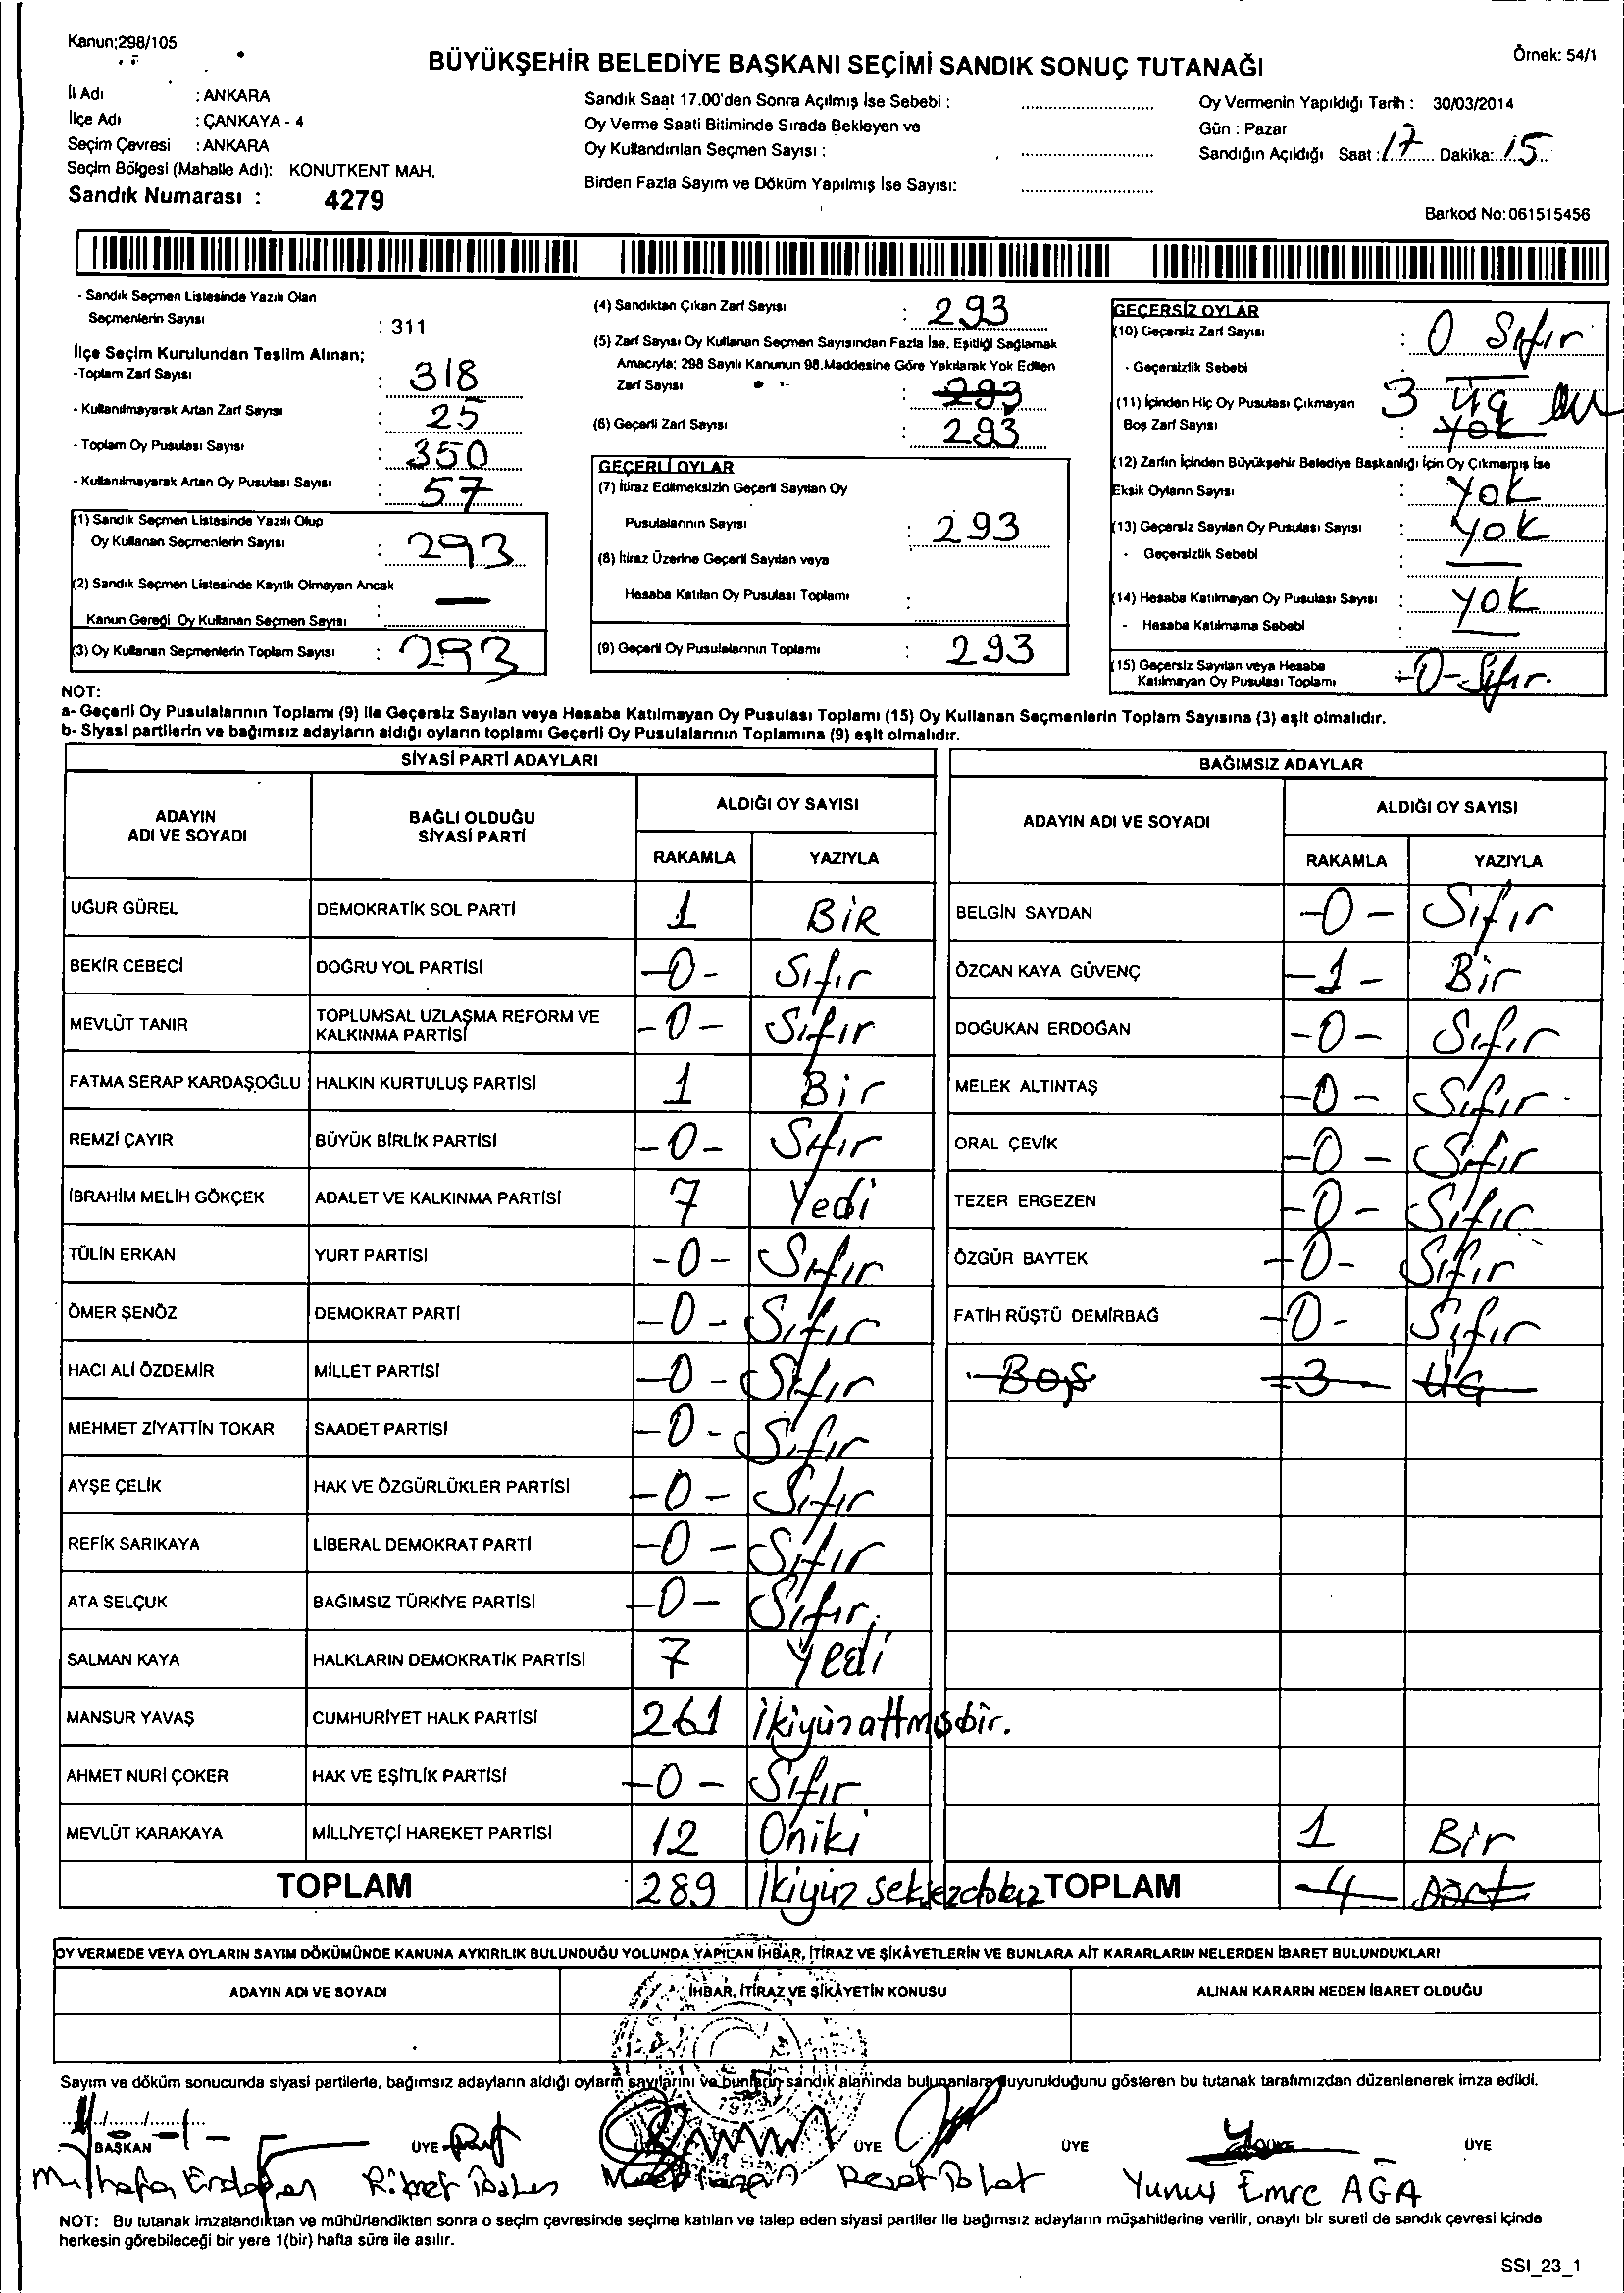 Kanun;298/105
Örnek: 54/1
BÜYÜKŞEHİR BELEDİYE BAŞKANI SEÇİMİ SANDIK SONUÇ TUTANAĞI
İl Adı : ANKARA
İlçe Adı : ÇANKAYA - 4
Seçim Çevresi : ANKARA
Seçim Bölgesi (Mahalle Adı): KONUTKENT MAH.
Sandık Numarası : 4279
Sandık Saat 17.00'den Sonra Açılmış İse Sebebi :
Oy Verme Saati Bitiminde Sırada Bekleyen ve
Oy Kullandırılan Seçmen Sayısı :
Birden Fazla Sayım ve Döküm Yapılmış İse Sayısı:
Oy Vermenin Yapıldığı Tarih : 30/03/2014
Gün : Pazar
Sandığın Açıldığı Saat : 17 Dakika: 15
Barkod No: 061515456
- Sandık Seçmen Listesinde Yazılı Olan
Seçmenlerin Sayısı : 311
İlçe Seçim Kurulundan Teslim Alınan;
-Toplam Zarf Sayısı : 318
- Kullanılmayarak Artan Zarf Sayısı : 25
- Toplam Oy Pusulası Sayısı : 350
- Kullanılmayarak Artan Oy Pusulası Sayısı : 57
(1) Sandık Seçmen Listesinde Yazılı Olup
Oy Kullanan Seçmenlerin Sayısı : 293
(2) Sandık Seçmen Listesinde Kayıtlı Olmayan Ancak
Kanun Gereği Oy Kullanan Seçmen Sayısı : —
(3) Oy Kullanan Seçmenlerin Toplam Sayısı : 293
(4) Sandıktan Çıkan Zarf Sayısı : 293
(5) Zarf Sayısı Oy Kullanan Seçmen Sayısından Fazla İse, Eşitliği Sağlamak
Amacıyla; 298 Sayılı Kanunun 98.Maddesine Göre Yakılarak Yok Edilen
Zarf Sayısı : 293
(6) Geçerli Zarf Sayısı : 293
GEÇERLİ OYLAR
(7) İtiraz Edilmeksizin Geçerli Sayılan Oy
Pusulalarının Sayısı : 293
(8) İtiraz Üzerine Geçerli Sayılan veya
Hesaba Katılan Oy Pusulası Toplamı :
(9) Geçerli Oy Pusulalarının Toplamı : 293
GEÇERSİZ OYLAR
(10) Geçersiz Zarf Sayısı : 0 Sıfır
- Geçersizlik Sebebi
(11) İçinden Hiç Oy Pusulası Çıkmayan 3 üç
Boş Zarf Sayısı : Yok
(12) Zarfın İçinden Büyükşehir Belediye Başkanlığı İçin Oy Çıkmamış İse
Eksik Oyların Sayısı : Yok
(13) Geçersiz Sayılan Oy Pusulası Sayısı : Yok
- Geçersizlik Sebebi
(14) Hesaba Katılmayan Oy Pusulası Sayısı : Yok
- Hesaba Katılmama Sebebi
(15) Geçersiz Sayılan veya Hesaba
Katılmayan Oy Pusulası Toplamı : -0- Sıfır.
NOT:
a- Geçerli Oy Pusulalarının Toplamı (9) ile Geçersiz Sayılan veya Hesaba Katılmayan Oy Pusulası Toplamı (15) Oy Kullanan Seçmenlerin Toplam Sayısına (3) eşit olmalıdır.
b- Siyasi partilerin ve bağımsız adayların aldığı oyların toplamı Geçerli Oy Pusulalarının Toplamına (9) eşit olmalıdır.
SİYASİ PARTİ ADAYLARI
ADAYIN ADI VE SOYADI BAĞLI OLDUĞU SİYASİ PARTİ ALDIĞI OY SAYISI
RAKAMLA YAZIYLA
UĞUR GÜREL DEMOKRATİK SOL PARTİ 1 BİR
BEKİR CEBECİ DOĞRU YOL PARTİSİ -0- Sıfır
MEVLÜT TANIR TOPLUMSAL UZLAŞMA REFORM VE KALKINMA PARTİSİ -0- Sıfır
FATMA SERAP KARDAŞOĞLU HALKIN KURTULUŞ PARTİSİ 1 Bir
REMZİ ÇAYIR BÜYÜK BİRLİK PARTİSİ -0- Sıfır
İBRAHİM MELİH GÖKÇEK ADALET VE KALKINMA PARTİSİ 7 Yedi
TÜLİN ERKAN YURT PARTİSİ -0- Sıfır
ÖMER ŞENÖZ DEMOKRAT PARTİ -0- Sıfır
HACI ALİ ÖZDEMİR MİLLET PARTİSİ -0- Sıfır
MEHMET ZİYATTİN TOKAR SAADET PARTİSİ -0- Sıfır
AYŞE ÇELİK HAK VE ÖZGÜRLÜKLER PARTİSİ -0- Sıfır
REFİK SARIKAYA LİBERAL DEMOKRAT PARTİ -0- Sıfır
ATA SELÇUK BAĞIMSIZ TÜRKİYE PARTİSİ -0- Sıfır.
SALMAN KAYA HALKLARIN DEMOKRATİK PARTİSİ 7 Yedi
MANSUR YAVAŞ CUMHURİYET HALK PARTİSİ 261 ikiyüzattmışbir.
AHMET NURİ ÇOKER HAK VE EŞİTLİK PARTİSİ -0- Sıfır
MEVLÜT KARAKAYA MİLLİYETÇİ HAREKET PARTİSİ 12 Oniki
TOPLAM 289 İkiyüz seksezdokuz
BAĞIMSIZ ADAYLAR
ADAYIN ADI VE SOYADI ALDIĞI OY SAYISI
RAKAMLA YAZIYLA
BELGİN SAYDAN -0- Sıfır
ÖZCAN KAYA GÜVENÇ -1- Bir
DOĞUKAN ERDOĞAN -0- Sıfır
MELEK ALTINTAŞ -0- Sıfır
ORAL ÇEVİK -0- Sıfır
TEZER ERGEZEN -0- Sıfır
ÖZGÜR BAYTEK -0- Sıfır
FATİH RÜŞTÜ DEMİRBAĞ -0- Sıfır
Boş 3 üç
1 Bir
TOPLAM 4 Dört
OY VERMEDE VEYA OYLARIN SAYIM DÖKÜMÜNDE KANUNA AYKIRILIK BULUNDUĞU YOLUNDA YAPILAN İHBAR, İTİRAZ VE ŞİKÂYETLERİN VE BUNLARA AİT KARARLARIN NELERDEN İBARET BULUNDUKLARI
ADAYIN ADI VE SOYADI İHBAR, İTİRAZ VE ŞİKÂYETİN KONUSU ALINAN KARARIN NEDEN İBARET OLDUĞU
Sayım ve döküm sonucunda siyasi partilerle, bağımsız adayların aldığı oyların sayılarını ve bunların sandık alanında bulunanlara duyurulduğunu gösteren bu tutanak tarafımızdan düzenlenerek imza edildi.
BAŞKAN ÜYE ÜYE ÜYE ÜYE
Mustafa Erdoğan Reşat Polat Yunus Emre AĞA
NOT: Bu tutanak imzalandıktan ve mühürlendikten sonra o seçim çevresinde seçime katılan ve talep eden siyasi partiler ile bağımsız adayların müşahitlerine verilir, onaylı bir sureti de sandık çevresi içinde
herkesin görebileceği bir yere 1(bir) hafta süre ile asılır.
SSI_23_1